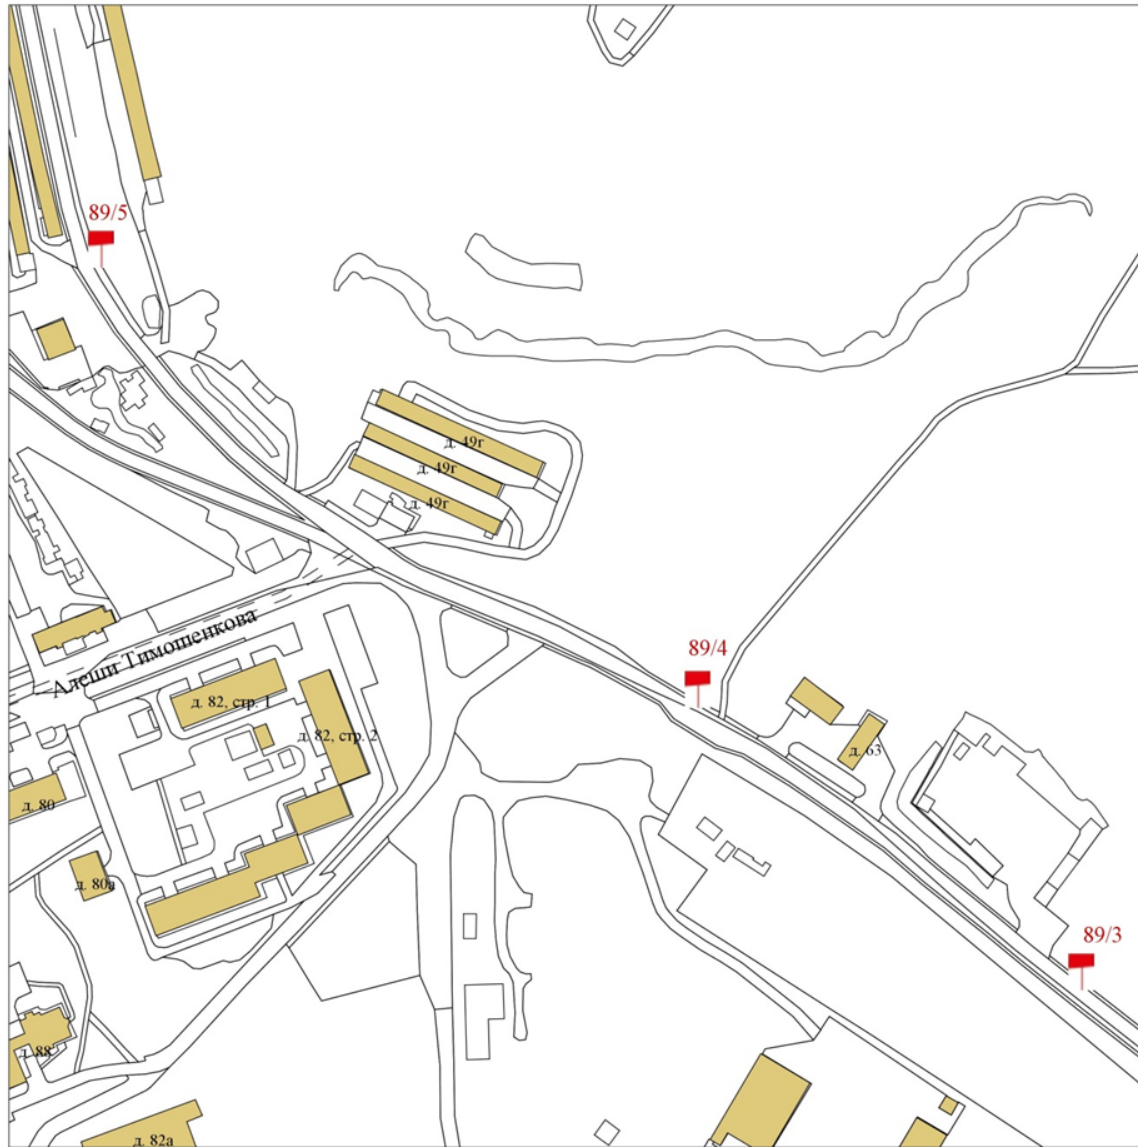 89/5
д. 49г
д. 49г
д. 49г
Алеши Тимошенкова
89/4
д. 82, стр. 1
д. 82, стр. 2
д. 63
д. 80
д. 80а
89/3
д. 88
д. 82а